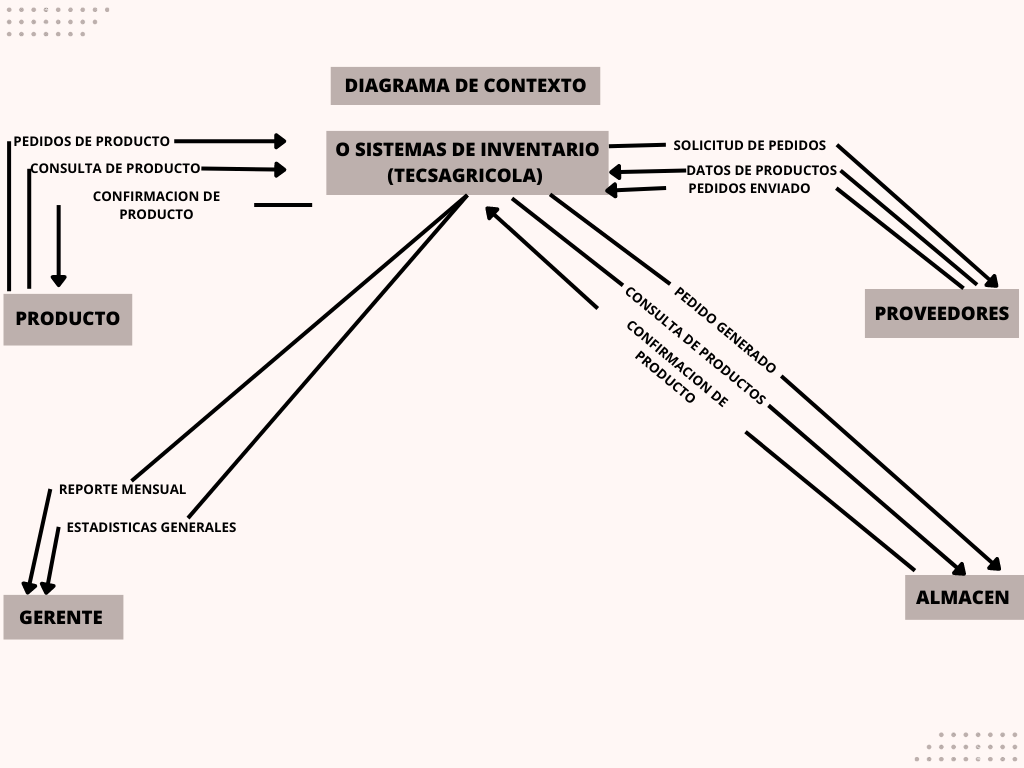 DIAGRAMA DE CONTEXTO
O SISTEMAS DE INVENTARIO
(TECSAGRICOLA)
PEDIDOS DE PRODUCTO
CONSULTA DE PRODUCTO
CONFIRMACION DE
PRODUCTO
SOLICITUD DE PEDIDOS
DATOS DE PRODUCTOS
PEDIDOS ENVIADO
PRODUCTO
PROVEEDORES
PEDIDO GENERADO
CONSULTA DE PRODUCTOS
CONFIRMACION DE
PRODUCTO
REPORTE MENSUAL
ESTADISTICAS GENERALES
GERENTE
ALMACEN